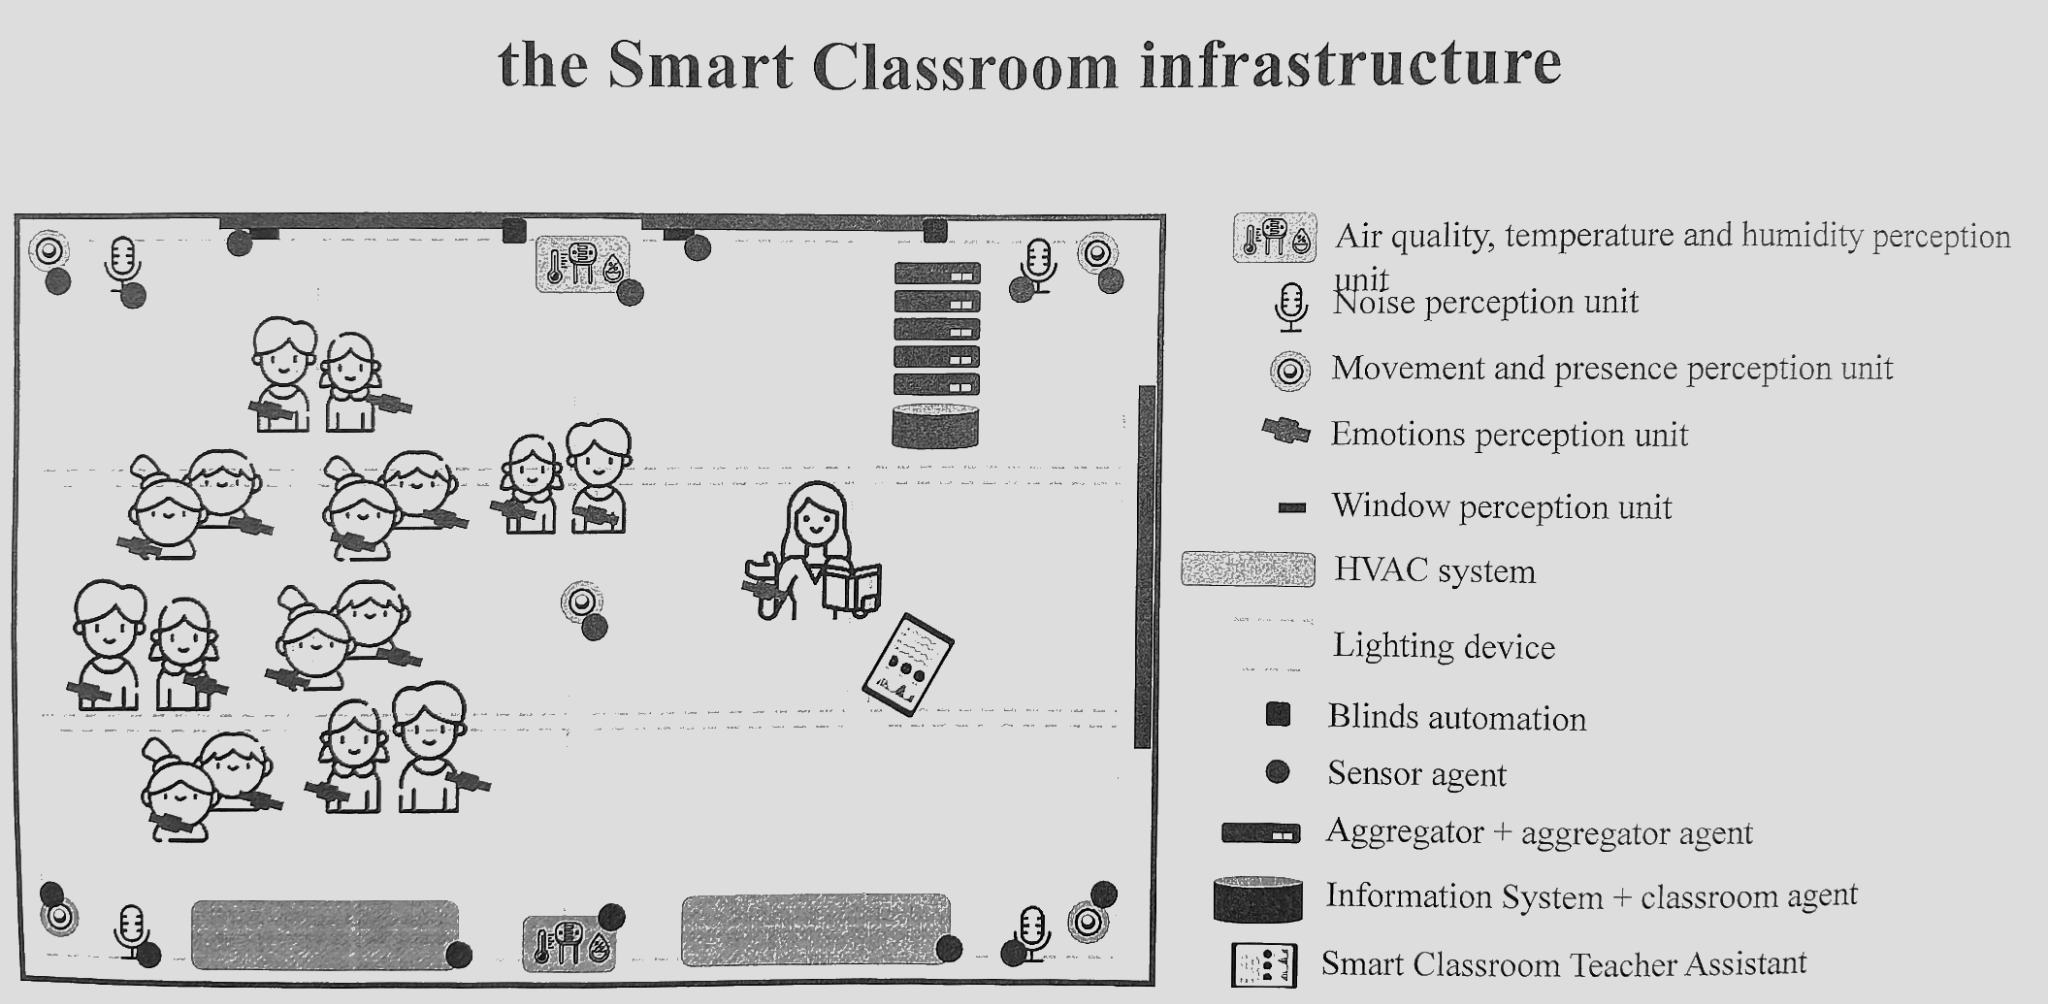 the Smart Classroom infrastructure
Air quality, temperature and humidity perception
unit
Noise perception unit
Movement and presence perception unit
Emotions perception unit
Window perception unit
HVAC system
Lighting device
Blinds automation
Sensor agent
Aggregator + aggregator agent
Information System + classroom agent
Smart Classroom Teacher Assistant